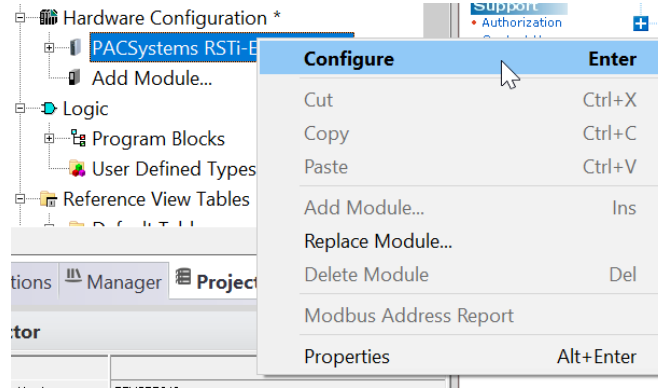 Hardware Configuration *
PACSystems RSTi-E
Add Module...
Logic
Program Blocks
User Defined Types
Reference View Tables
Support
Authorization
Configure Enter
Cut Ctrl+X
Copy Ctrl+C
Paste Ctrl+V
Add Module... Ins
Replace Module...
Delete Module Del
Modbus Address Report
Properties Alt+Enter
tions Manager Project
ctor